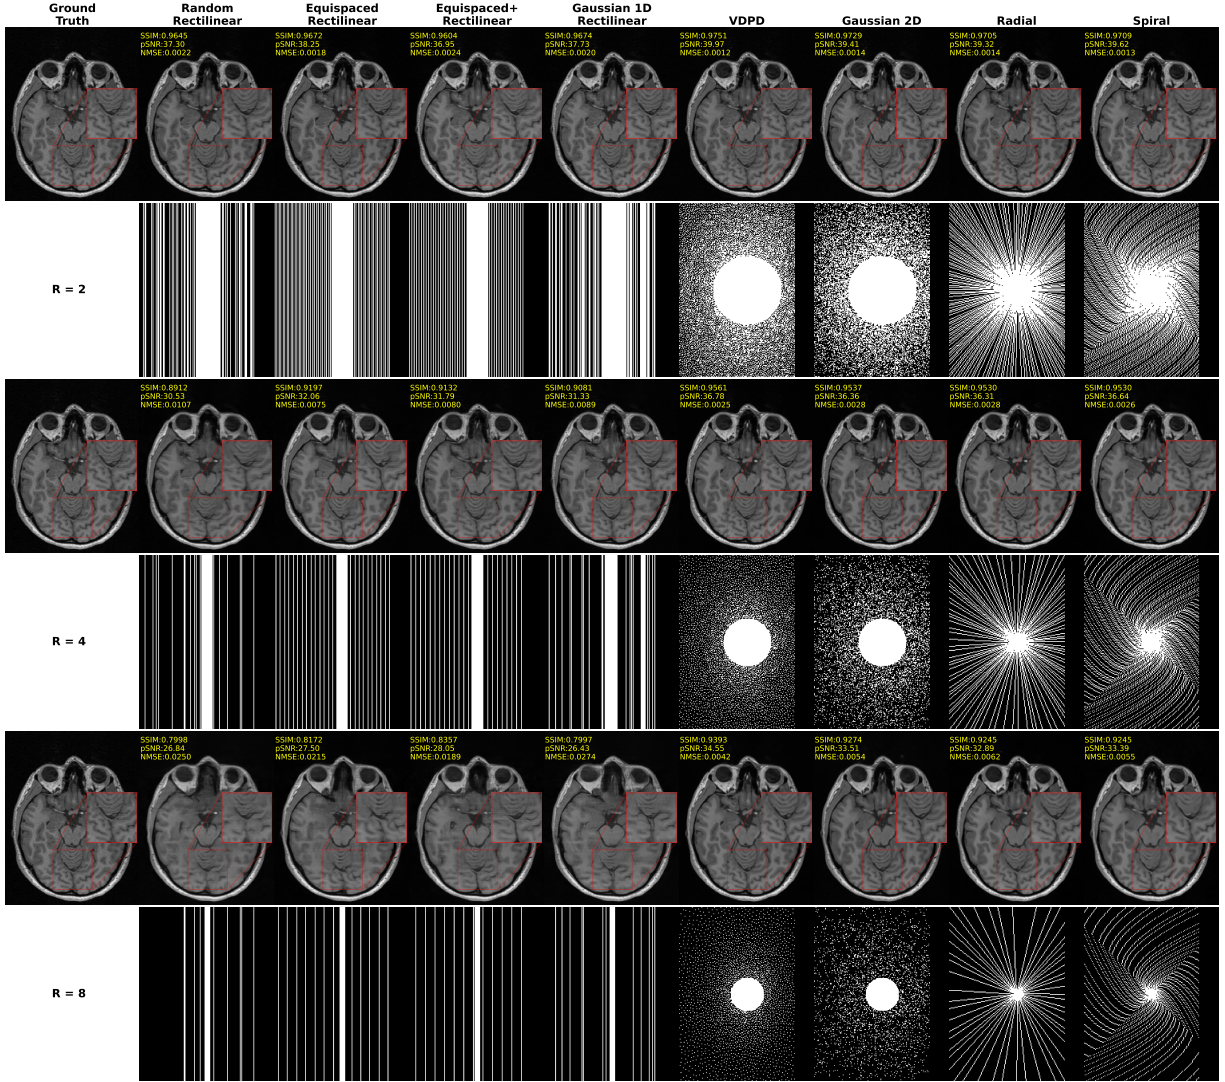 Ground
Truth
Random
Rectilinear
Equispaced
Rectilinear
Equispaced+
Rectilinear
Gaussian 1D
Rectilinear
VDPD
Gaussian 2D
Radial
Spiral
SSIM:0.9645
pSNR:37.30
NMSE:0.0022
SSIM:0.9672
pSNR:38.25
NMSE:0.0018
SSIM:0.9604
pSNR:36.95
NMSE:0.0024
SSIM:0.9674
pSNR:37.73
NMSE:0.0020
SSIM:0.9751
pSNR:39.97
NMSE:0.0012
SSIM:0.9729
pSNR:39.41
NMSE:0.0014
SSIM:0.9705
pSNR:39.32
NMSE:0.0014
SSIM:0.9709
pSNR:39.62
NMSE:0.0013
R = 2
SSIM:0.8912
pSNR:30.53
NMSE:0.0107
SSIM:0.9197
pSNR:32.06
NMSE:0.0075
SSIM:0.9132
pSNR:31.79
NMSE:0.0080
SSIM:0.9081
pSNR:31.33
NMSE:0.0089
SSIM:0.9561
pSNR:36.78
NMSE:0.0025
SSIM:0.9537
pSNR:36.36
NMSE:0.0028
SSIM:0.9530
pSNR:36.31
NMSE:0.0028
SSIM:0.9530
pSNR:36.64
NMSE:0.0026
R = 4
SSIM:0.7998
pSNR:26.84
NMSE:0.0250
SSIM:0.8172
pSNR:27.50
NMSE:0.0215
SSIM:0.8357
pSNR:28.05
NMSE:0.0189
SSIM:0.7997
pSNR:26.43
NMSE:0.0274
SSIM:0.9393
pSNR:34.55
NMSE:0.0042
SSIM:0.9274
pSNR:33.51
NMSE:0.0054
SSIM:0.9245
pSNR:32.89
NMSE:0.0062
SSIM:0.9245
pSNR:33.39
NMSE:0.0055
R = 8